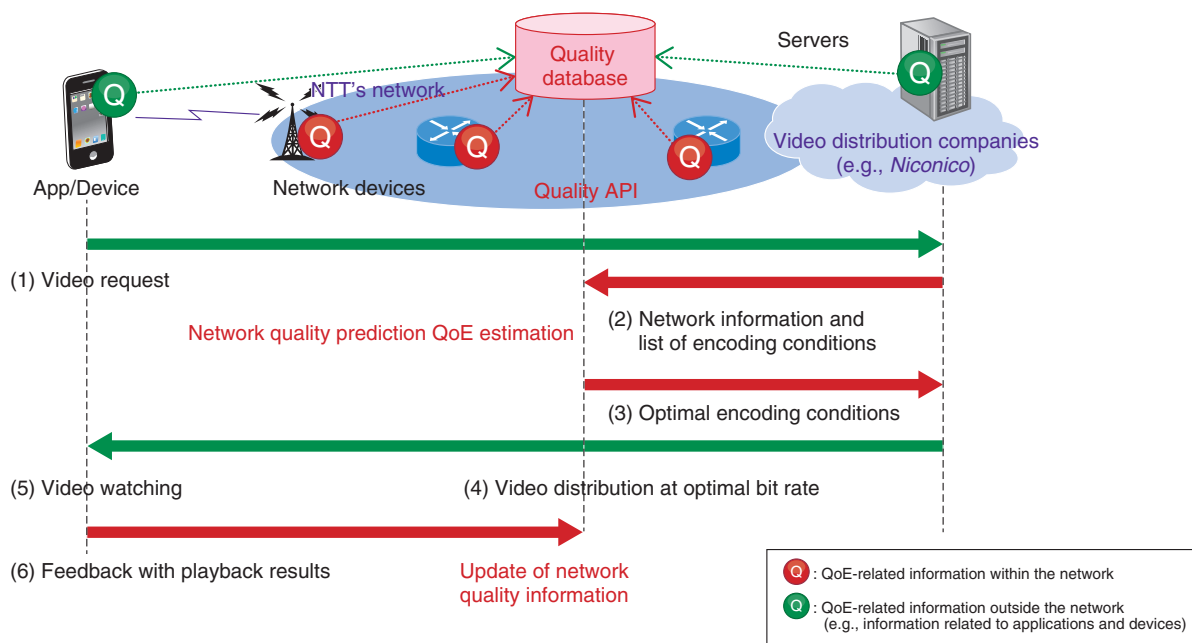 Servers
Quality
database
Q
Q
NTT's network
Q
Q
Q
Video distribution companies
(e.g., Niconico)
App/Device
Network devices
Quality API
(1) Video request
(2) Network information and
list of encoding conditions
Network quality prediction QoE estimation
(3) Optimal encoding conditions
(5) Video watching
(4) Video distribution at optimal bit rate
(6) Feedback with playback results
Update of network
quality information
Q : QoE-related information within the network
Q : QoE-related information outside the network
(e.g., information related to applications and devices)